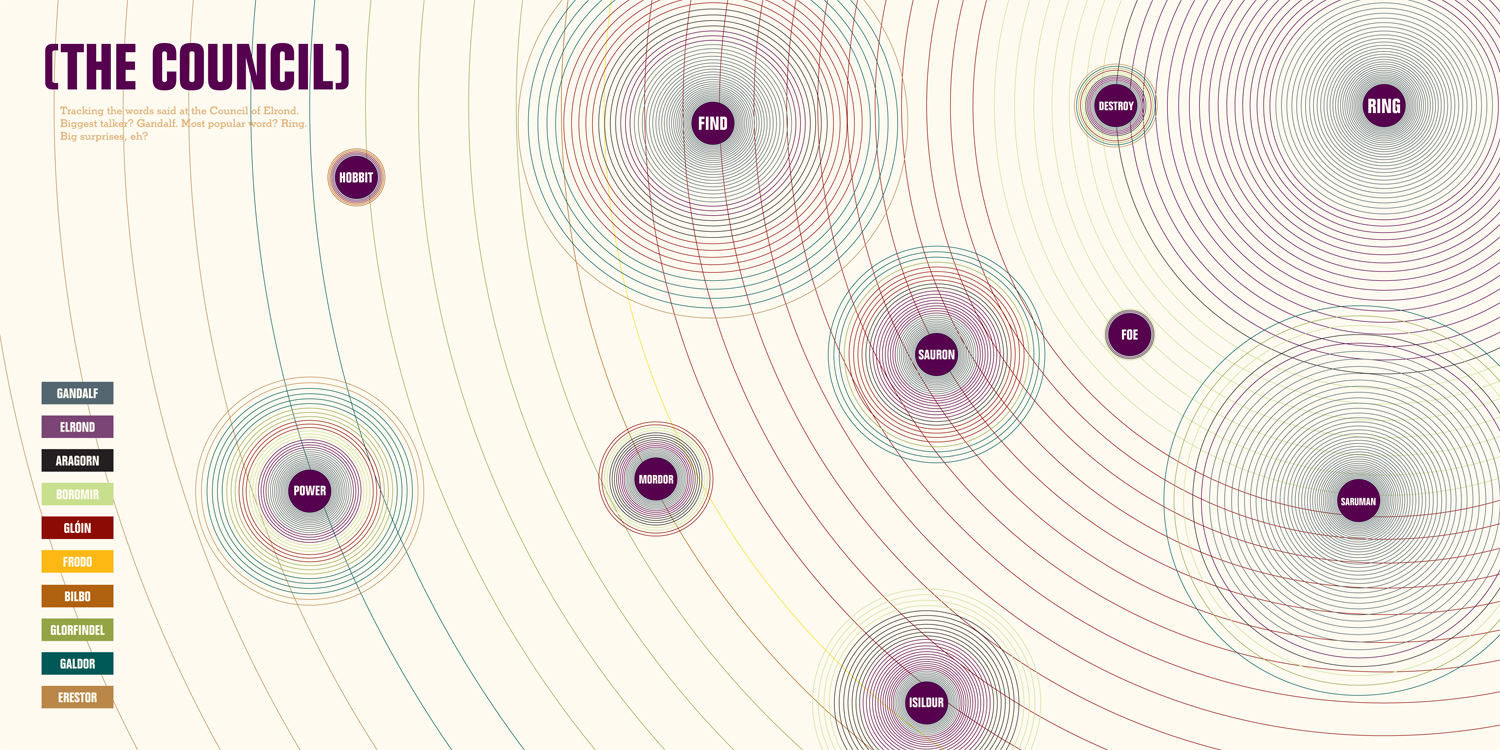 (THE COUNCIL)
Tracking the words said at the Council of Elrond.
Biggest talker? Gandalf. Most popular word? Ring.
Big surprises, eh?
HOBBIT
FIND
DESTROY
RING
SAURON
FOE
POWER
MORDOR
SARUMAN
ISILDUR
GANDALF
ELROND
ARAGORN
BOROMIR
GLÓIN
FRODO
BILBO
GLORFINDEL
GALDOR
ERESTOR